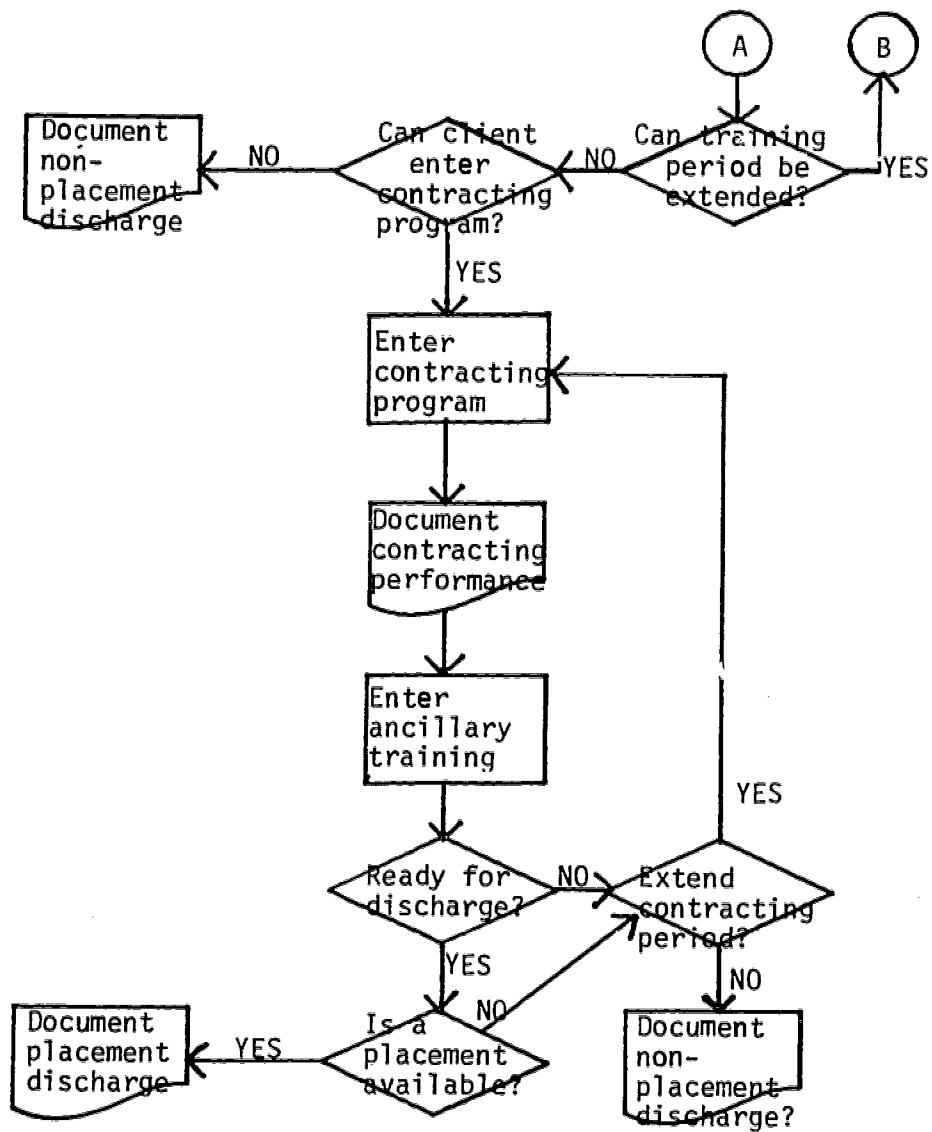 A
B
Can training
period be
extended?
YES
NO
Can client
enter
contracting
program?
NO
Document
non-
placement
discharge
YES
Enter
contracting
program
Document
contracting
performance
Enter
ancillary
training
Ready for
discharge?
NO
Extend
contracting
period?
YES
YES
NO
NO
Is a
placement
available?
YES
Document
placement
discharge
Document
non-
placement
discharge?